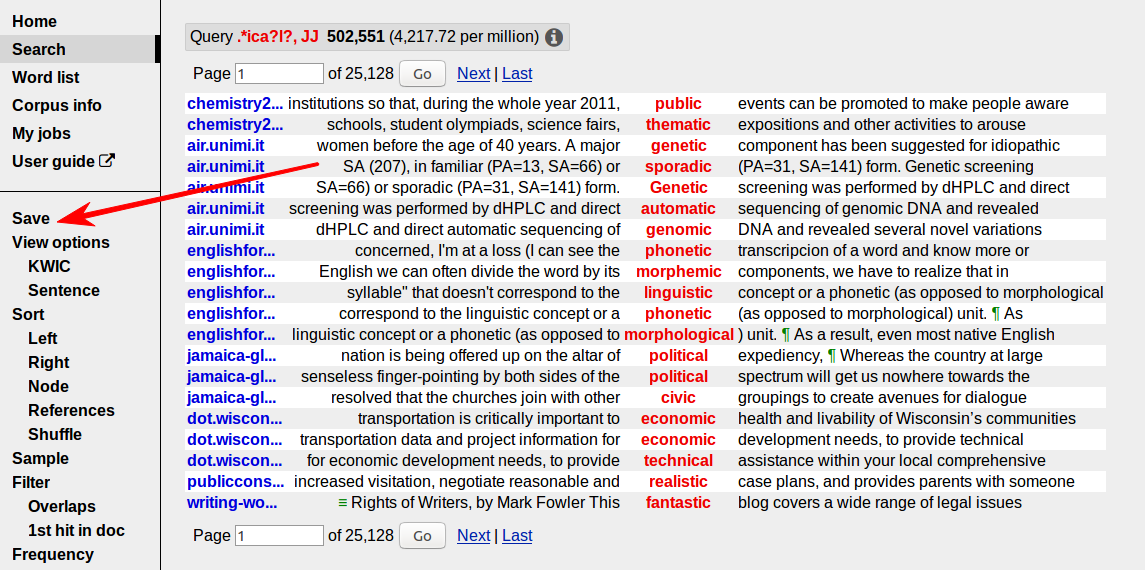 Home
Search
Word list
Corpus info
My jobs
User guide
Save
View options
KWIC
Sentence
Sort
Left
Right
Node
References
Shuffle
Sample
Filter
Overlaps
1st hit in doc
Frequency
Query .*ica?l?, JJ 502,551 (4,217.72 per million) i
Page 1 of 25,128 Go Next | Last
chemistry2... institutions so that, during the whole year 2011, public events can be promoted to make people aware
chemistry2... schools, student olympiads, science fairs, thematic expositions and other activities to arouse
air.unimi.it women before the age of 40 years. A major genetic component has been suggested for idiopathic
air.unimi.it SA (207), in familiar (PA=13, SA=66) or sporadic (PA=31, SA=141) form. Genetic screening
air.unimi.it SA=66) or sporadic (PA=31, SA=141) form. Genetic screening was performed by dHPLC and direct
air.unimi.it screening was performed by dHPLC and direct automatic sequecing of genomic DNA and revealed
air.unimi.it dHPLC and direct automatic sequecing of genomic DNA and revealed several novel variations
englishfor... concerned, I'm at a loss (I can see the phonetic transcripcion of a word and know more or
englishfor... English we can often divide the word by its morphemic components, we have to realize that in
englishfor... syllable" that doesn't correspond to the linguistic concept or a phonetic (as opposed to morphological
englishfor... correspond to the linguistic concept or a phonetic (as opposed to morphological) unit. ¶ As
englishfor... linguistic concept or a phonetic (as opposed to morphological ) unit. ¶ As a result, even most native English
jamaica-gl... nation is being offered up on the altar of political expediency, ¶ Whereas the country at large
jamaica-gl... senseless finger-pointing by both sides of the political spectrum will get us nowhere towards the
jamaica-gl... resolved that the churches join with other civic groupings to create avenues for dialogue
dot.wiscon... transportation is critically important to economic health and livability of Wisconsin's communities
dot.wiscon... transportation data and project information for economic development needs, to provide technical
dot.wiscon... for economic development needs, to provide technical assistance within your local comprehensive
publiccons... increased visitation, negotiate reasonable and realistic case plans, and provides parents with someone
writing-wo... ≡ Rights of Writers, by Mark Fowler This fantastic blog covers a wide range of legal issues
Page 1 of 25,128 Go Next | Last